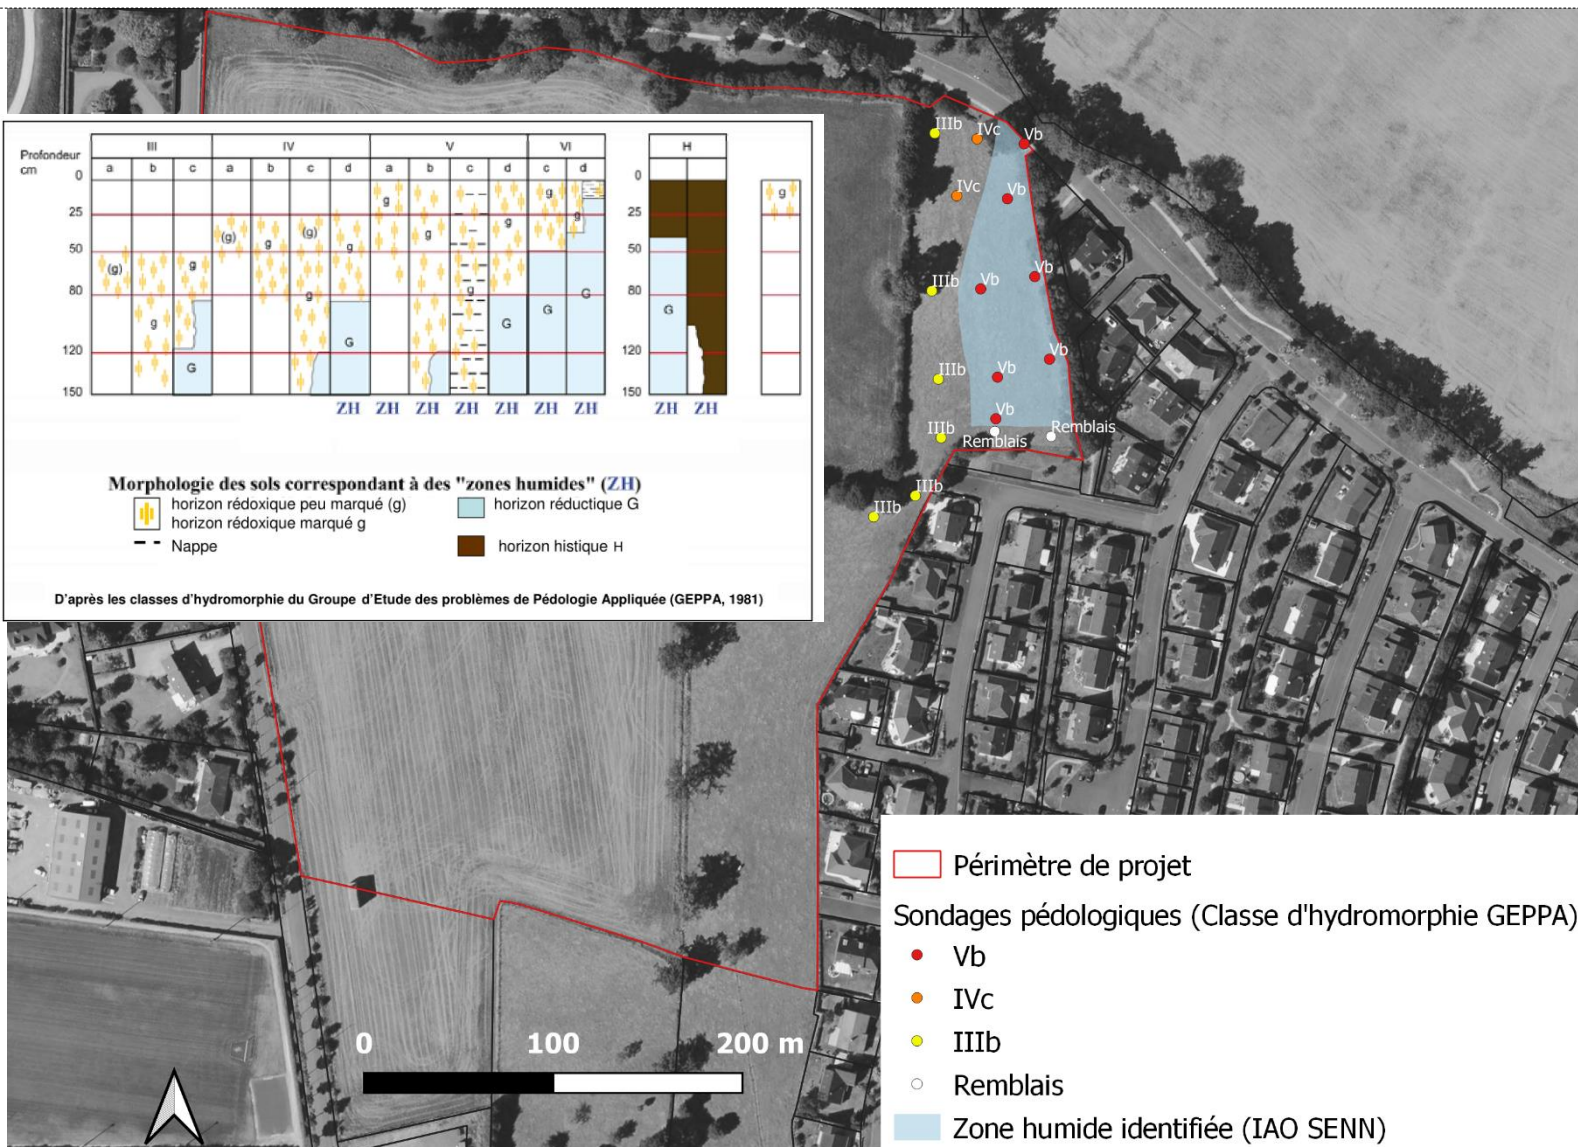 III IV V VI H
Profondeur
cm
a b c a b c d a b c d c d
0 0
25 25
50 50
80 80
120 120
150 150
(g) g g G
(g) g (g) g g G
g g g g G
g G g G
G
g
ZH ZH ZH ZH ZH ZH ZH ZH ZH
Morphologie des sols correspondant à des "zones humides" (ZH)
horizon rédoxique peu marqué (g)
horizon rédoxique marqué g
horizon réductique G
Nappe
horizon histique H
D'après les classes d'hydromorphie du Groupe d'Etude des problèmes de Pédologie Appliquée (GEPPA, 1981)
IIIb IVc Vb
IVc Vb
IIIb Vb Vb
IIIb Vb Vb
IIIb Vb
Remblais Remblais
IIIb
IIIb
0 100 200 m
Périmètre de projet
Sondages pédologiques (Classe d'hydromorphie GEPPA)
Vb
IVc
IIIb
Remblais
Zone humide identifiée (IAO SENN)